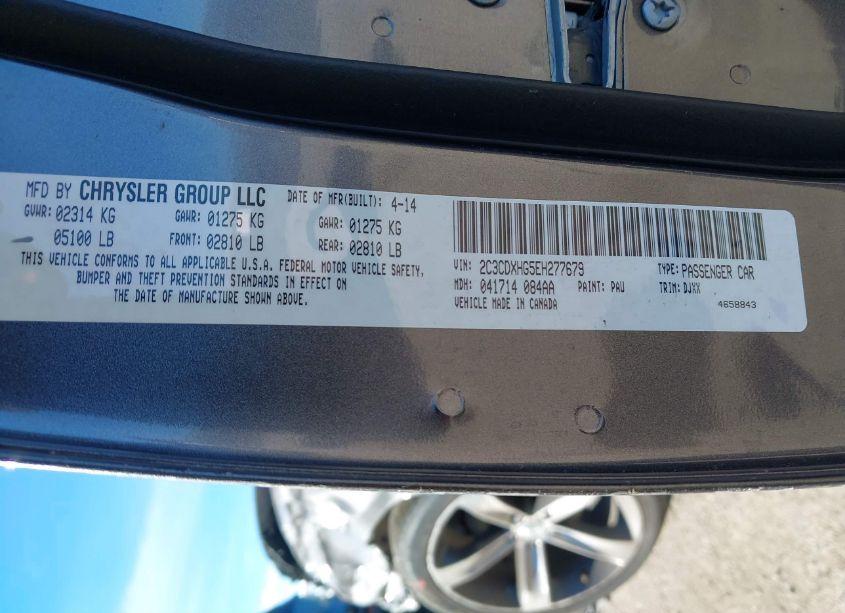 MFD BY CHRYSLER GROUP LLC DATE OF MFR(BUILT): 4-14
GVWR: 02314 KG GAWR: 01275 KG GAWR: 01275 KG
05100 LB FRONT: 02810 LB REAR: 02810 LB
THIS VEHICLE CONFORMS TO ALL APPLICABLE U.S.A. FEDERAL MOTOR VEHICLE SAFETY,
BUMPER AND THEFT PREVENTION STANDARDS IN EFFECT ON
THE DATE OF MANUFACTURE SHOWN ABOVE.
VIN: 2C3CDXHG5EH277679 TYPE: PASSENGER CAR
MDH: 041714 084AA PAINT: PAU TRIM: DJXX
VEHICLE MADE IN CANADA 4658843